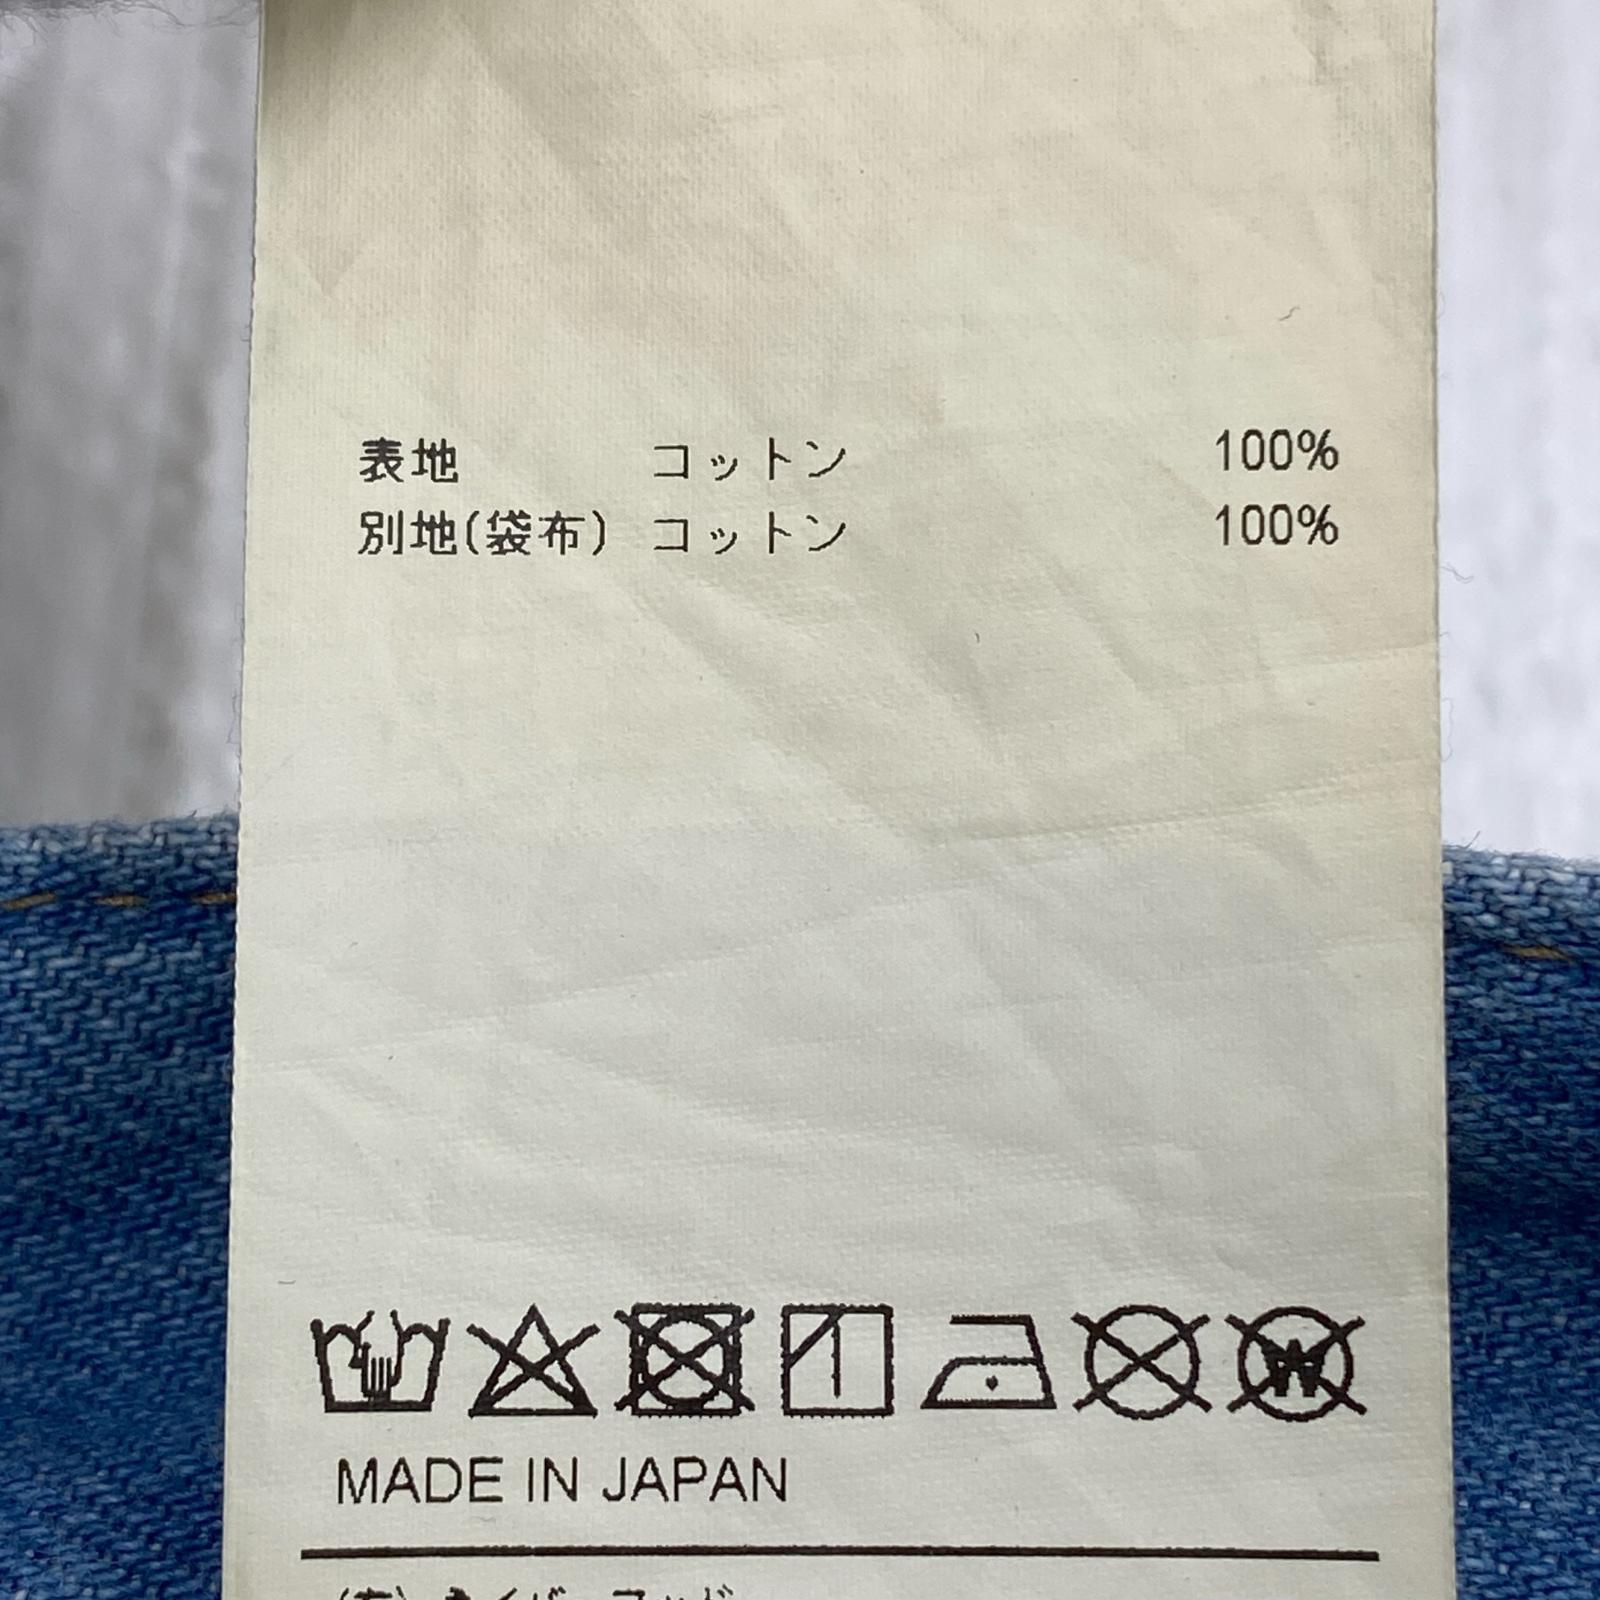 表地 コットン 100%
別地(袋布) コットン 100%
W
MADE IN JAPAN